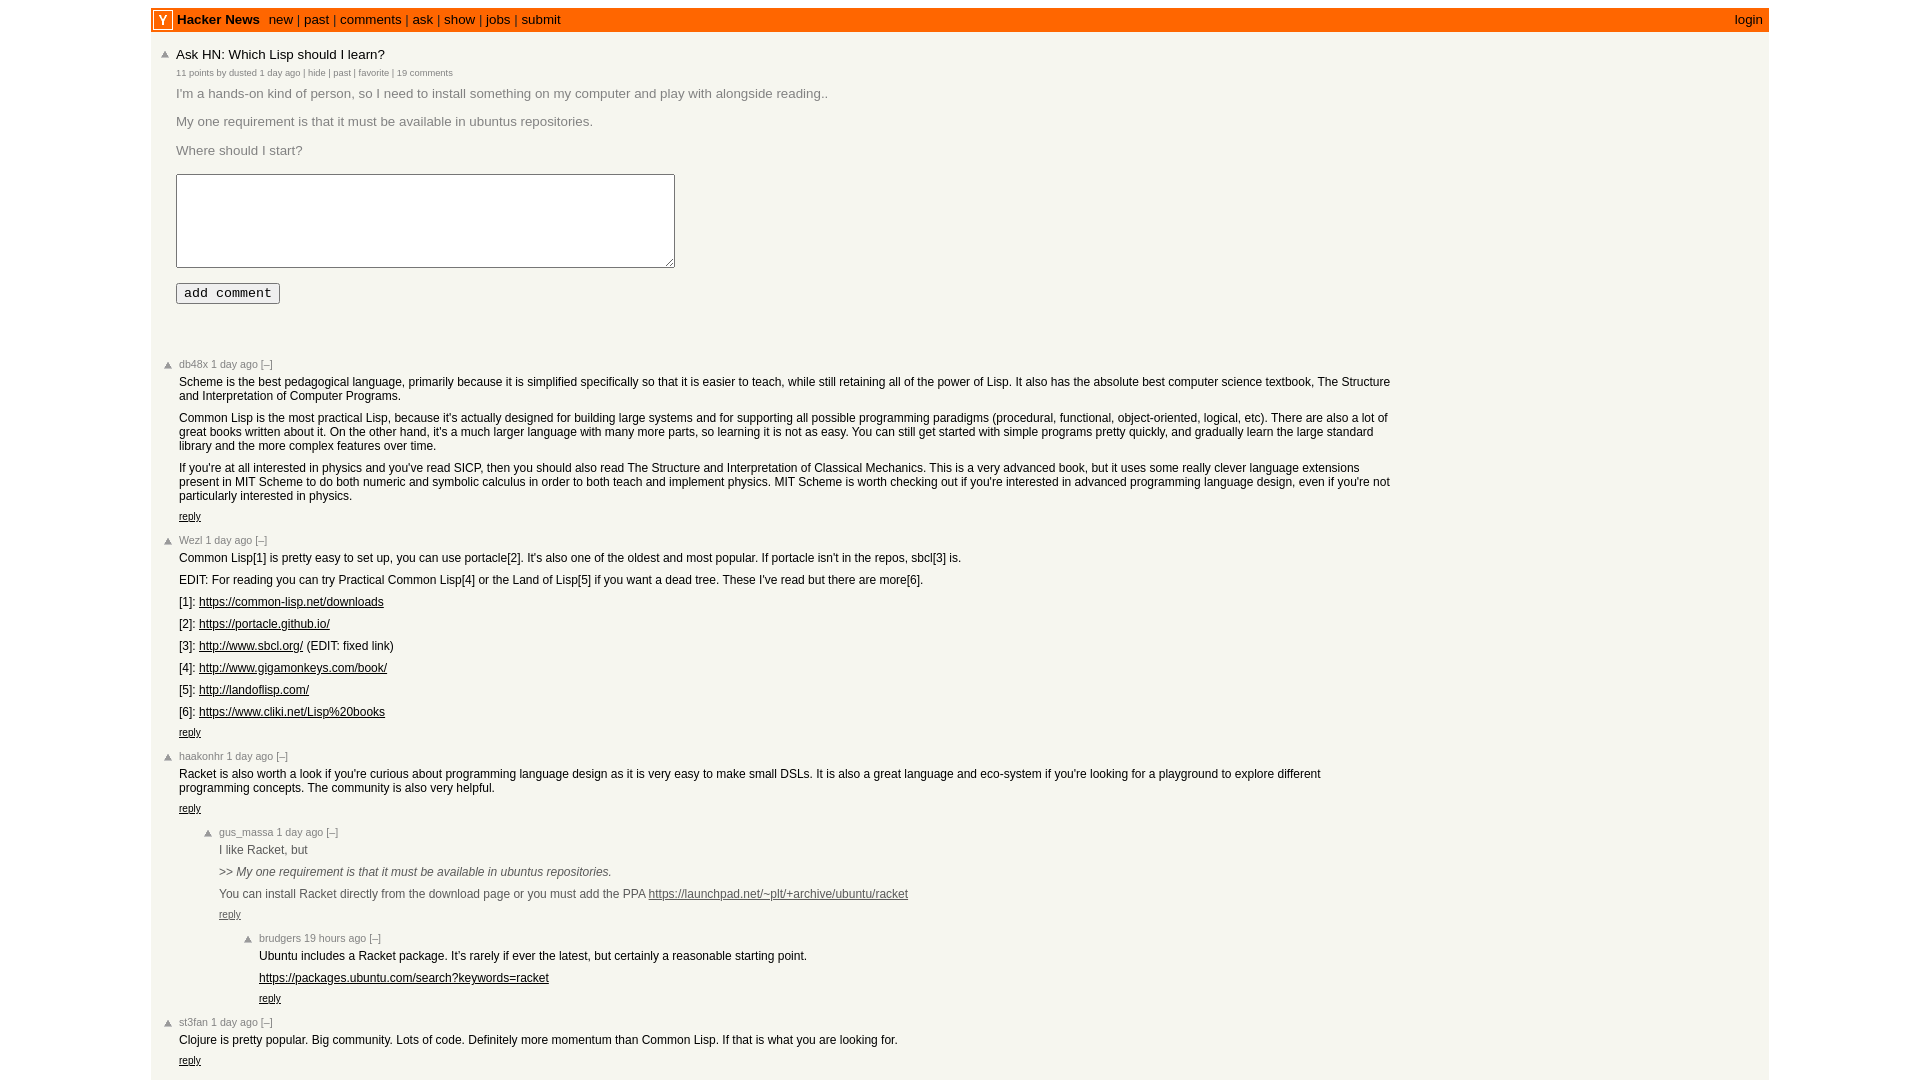 Y Hacker News new | past | comments | ask | show | jobs | submit login
Ask HN: Which Lisp should I learn?
11 points by dusted 1 day ago | hide | past | favorite | 19 comments
I'm a hands-on kind of person, so I need to install something on my computer and play with alongside reading..
My one requirement is that it must be available in ubuntus repositories.
Where should I start?
add comment
db48x 1 day ago [–]
Scheme is the best pedagogical language, primarily because it is simplified specifically so that it is easier to teach, while still retaining all of the power of Lisp. It also has the absolute best computer science textbook, The Structure
and Interpretation of Computer Programs.
Common Lisp is the most practical Lisp, because it's actually designed for building large systems and for supporting all possible programming paradigms (procedural, functional, object-oriented, logical, etc). There are also a lot of
great books written about it. On the other hand, it's a much larger language with many more parts, so learning it is not as easy. You can still get started with simple programs pretty quickly, and gradually learn the large standard
library and the more complex features over time.
If you're at all interested in physics and you've read SICP, then you should also read The Structure and Interpretation of Classical Mechanics. This is a very advanced book, but it uses some really clever language extensions
present in MIT Scheme to do both numeric and symbolic calculus in order to both teach and implement physics. MIT Scheme is worth checking out if you're interested in advanced programming language design, even if you're not
particularly interested in physics.
reply
Wezl 1 day ago [–]
Common Lisp[1] is pretty easy to set up, you can use portacle[2]. It's also one of the oldest and most popular. If portacle isn't in the repos, sbcl[3] is.
EDIT: For reading you can try Practical Common Lisp[4] or the Land of Lisp[5] if you want a dead tree. These I've read but there are more[6].
[1]: https://common-lisp.net/downloads
[2]: https://portacle.github.io/
[3]: http://www.sbcl.org/ (EDIT: fixed link)
[4]: http://www.gigamonkeys.com/book/
[5]: http://landoflisp.com/
[6]: https://www.cliki.net/Lisp%20books
reply
haakonhr 1 day ago [–]
Racket is also worth a look if you're curious about programming language design as it is very easy to make small DSLs. It is also a great language and eco-system if you're looking for a playground to explore different
programming concepts. The community is also very helpful.
reply
gus_massa 1 day ago [–]
I like Racket, but
>> My one requirement is that it must be available in ubuntus repositories.
You can install Racket directly from the download page or you must add the PPA https://launchpad.net/~plt/+archive/ubuntu/racket
reply
brudgers 19 hours ago [–]
Ubuntu includes a Racket package. It’s rarely if ever the latest, but certainly a reasonable starting point.
https://packages.ubuntu.com/search?keywords=racket
reply
st3fan 1 day ago [–]
Clojure is pretty popular. Big community. Lots of code. Definitely more momentum than Common Lisp. If that is what you are looking for.
reply